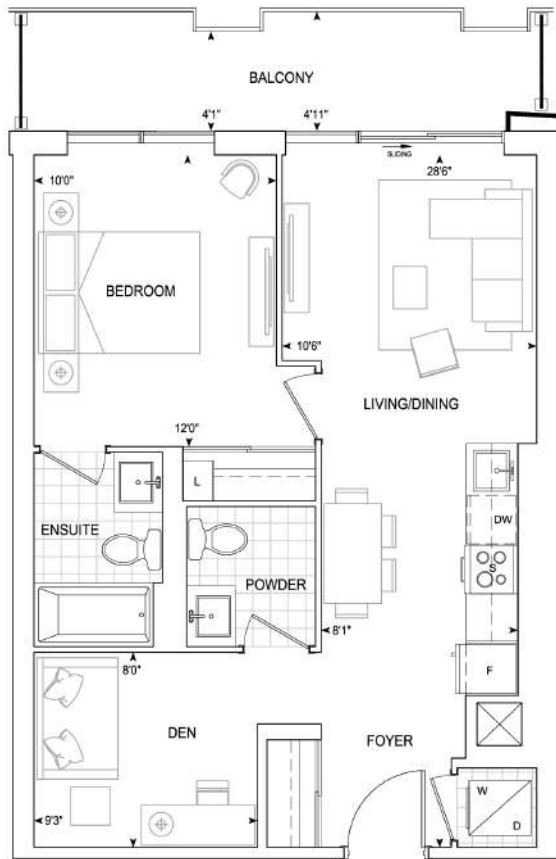 BALCONY
4'1"
4'11"
SLIDING
10'0"
28'6"
BEDROOM
10'6"
LIVING/DINING
12'0"
L
DW
ENSUITE
S
POWDER
8'1"
8'0"
F
DEN
FOYER
W
9'3"
D